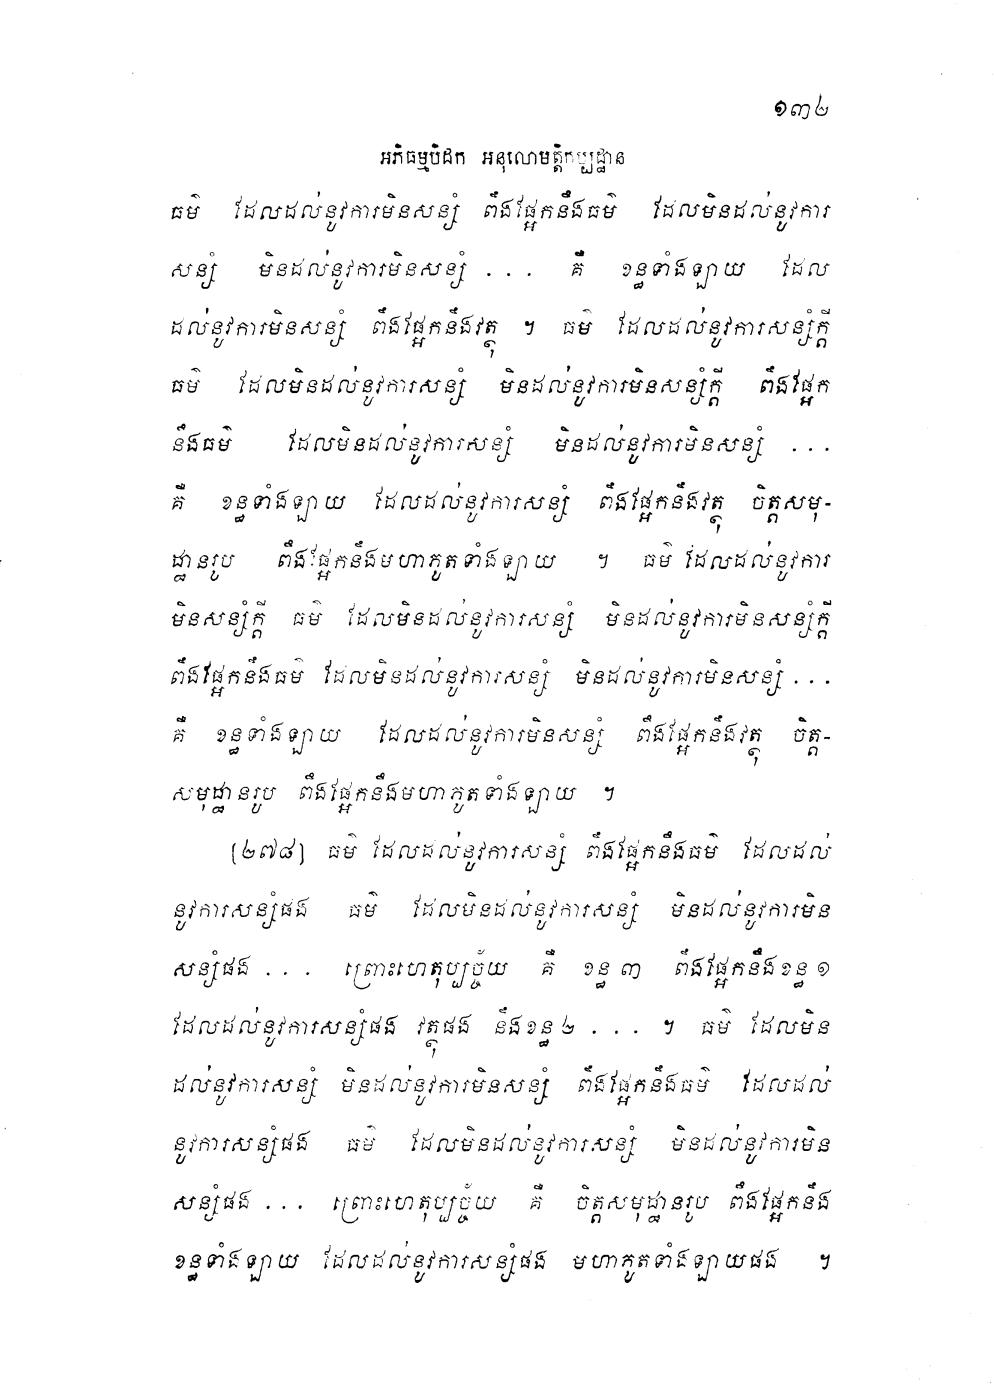 ១៣២
អភិធម្មបិដក អនុលោមត្តិកប្បដ្ឋាន
ធម៌ ដែលដល់នូវការមិនសន្សំ ពឹងផ្អែកនឹងធម៌ ដែលមិនដល់នូវការ
សន្សំ មិនដល់នូវការមិនសន្សំ . . . គឺ ខន្ធទាំងឡាយ ដែល
ដល់នូវការមិនសន្សំ ពឹងផ្អែកនឹងវត្ថុ ។ ធម៌ ដែលដល់នូវការសន្សំក្តី
ធម៌ ដែលមិនដល់នូវការសន្សំ មិនដល់នូវការមិនសន្សំក្តី ពឹងផ្អែក
នឹងធម៌ ដែលមិនដល់នូវការសន្សំ មិនដល់នូវការមិនសន្សំ . . .
គឺ ខន្ធទាំងឡាយ ដែលដល់នូវការសន្សំ ពឹងផ្អែកនឹងវត្ថុ ចិត្តសមុ-
ដ្ឋានរូប ពឹងផ្អែកនឹងមហាភូតទាំងឡាយ ។ ធម៌ ដែលដល់នូវការ
មិនសន្សំក្តី ធម៌ ដែលមិនដល់នូវការសន្សំ មិនដល់នូវការមិនសន្សំក្តី
ពឹងផ្អែកនឹងធម៌ ដែលមិនដល់នូវការសន្សំ មិនដល់នូវការមិនសន្សំ . . .
គឺ ខន្ធទាំងឡាយ ដែលដល់នូវការមិនសន្សំ ពឹងផ្អែកនឹងវត្ថុ ចិត្ត-
សមុដ្ឋានរូប ពឹងផ្អែកនឹងមហាភូតទាំងឡាយ ។
[២៧៨] ធម៌ ដែលដល់នូវការសន្សំ ពឹងផ្អែកនឹងធម៌ ដែលដល់
នូវការសន្សំផង ធម៌ ដែលមិនដល់នូវការសន្សំ មិនដល់នូវការមិន
សន្សំផង . . . ព្រោះហេតុប្បច្ច័យ គឺ ខន្ធ ៣ ពឹងផ្អែកនឹងខន្ធ ១
ដែលដល់នូវការសន្សំផង វត្ថុផង នឹងខន្ធ ២ . . . ។ ធម៌ ដែលមិន
ដល់នូវការសន្សំ មិនដល់នូវការមិនសន្សំ ពឹងផ្អែកនឹងធម៌ ដែលដល់
នូវការសន្សំផង ធម៌ ដែលមិនដល់នូវការសន្សំ មិនដល់នូវការមិន
សន្សំផង . . . ព្រោះហេតុប្បច្ច័យ គឺ ចិត្តសមុដ្ឋានរូប ពឹងផ្អែកនឹង
ខន្ធទាំងឡាយ ដែលដល់នូវការសន្សំផង មហាភូតទាំងឡាយផង ។